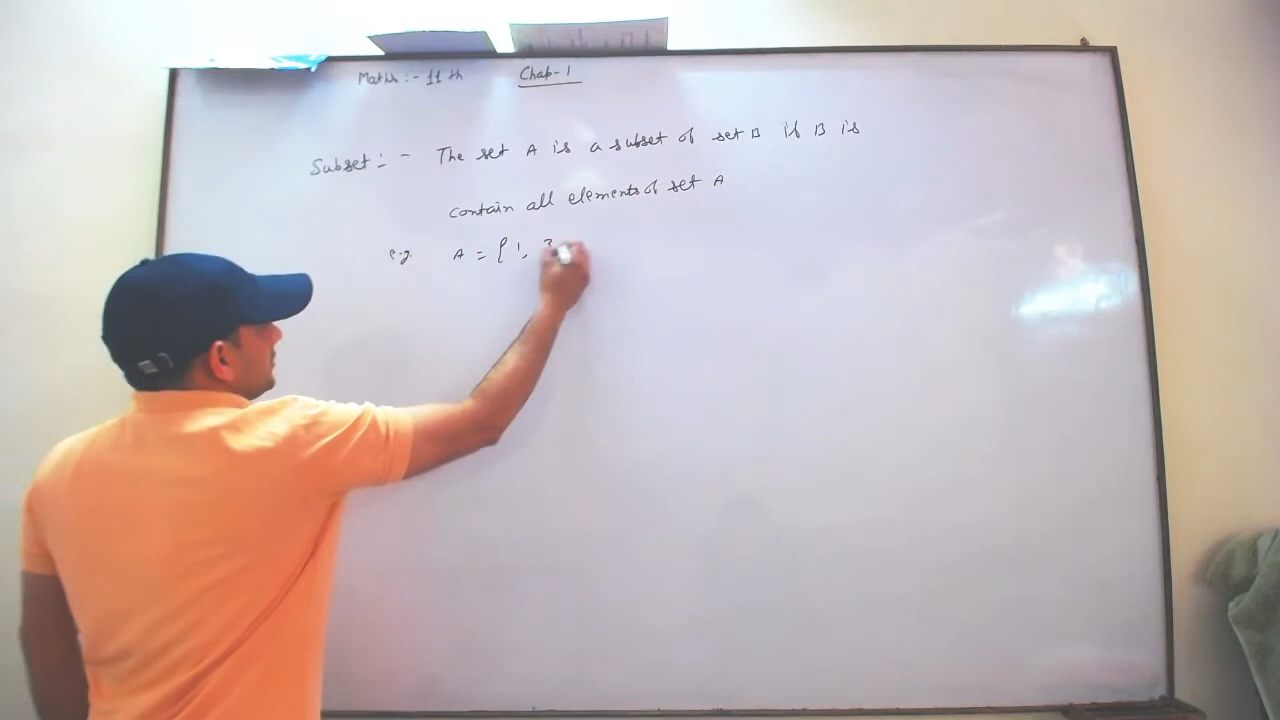 Maths :- 11 th Chap-1
Subset :- The set A is a subset of set B if B is
contain all elements of set A
e.g. A = { 1,